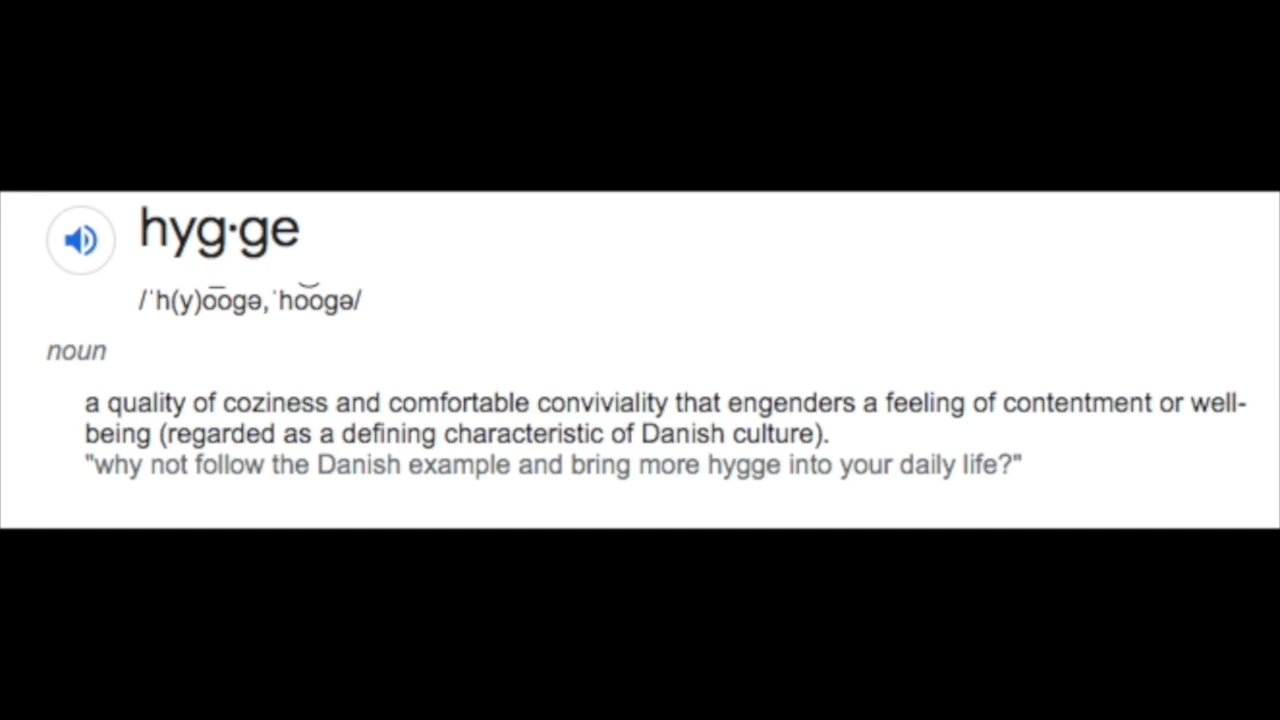 hyg·ge
/ˈh(y)o͞oɡə,ˈho͝oɡə/
noun
a quality of coziness and comfortable conviviality that engenders a feeling of contentment or well-
being (regarded as a defining characteristic of Danish culture).
"why not follow the Danish example and bring more hygge into your daily life?"